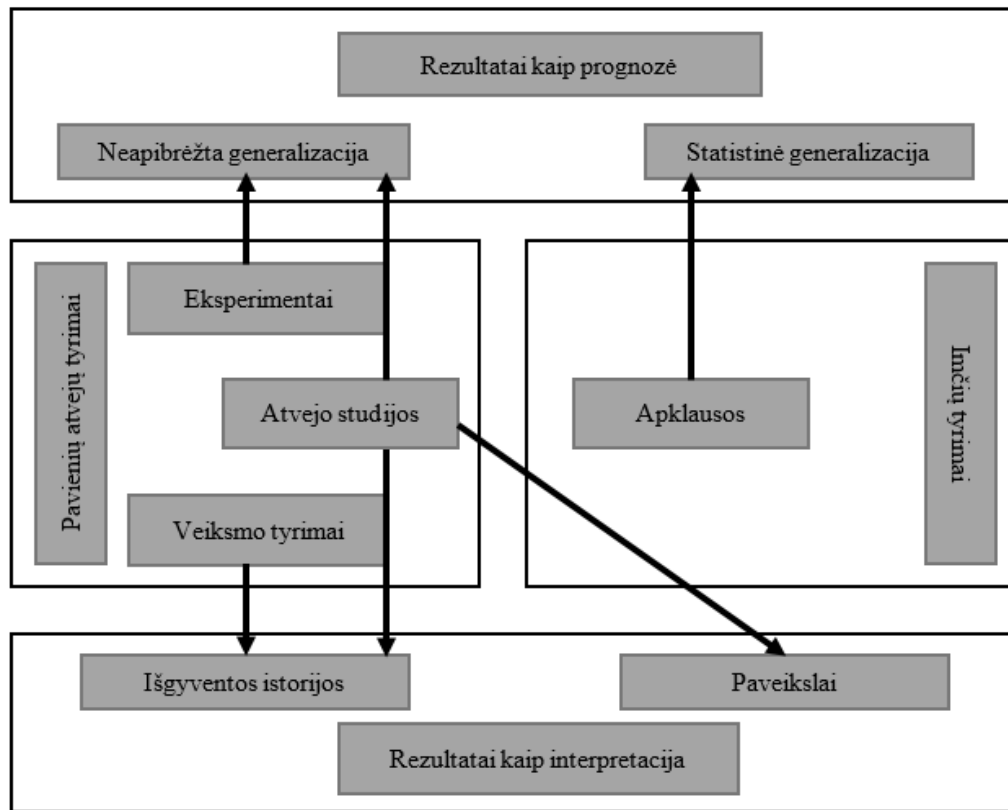 Rezultatai kaip prognozė
Neapibrėžta generalizacija
Statistinė generalizacija
Pavienių atvejų tyrimai
Eksperimentai
Atvejo studijos
Veiksmo tyrimai
Apklausos
Imčių tyrimai
Išgyventos istorijos
Paveikslai
Rezultatai kaip interpretacija